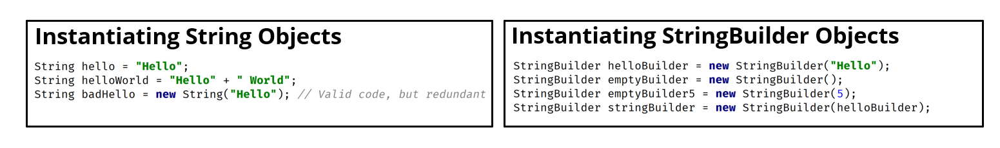 Instantiating String Objects
String hello = "Hello";
String helloWorld = "Hello" + " World";
String badHello = new String("Hello"); // Valid code, but redundant
Instantiating StringBuilder Objects
StringBuilder helloBuilder = new StringBuilder("Hello");
StringBuilder emptyBuilder = new StringBuilder();
StringBuilder emptyBuilder5 = new StringBuilder(5);
StringBuilder stringBuilder = new StringBuilder(helloBuilder);